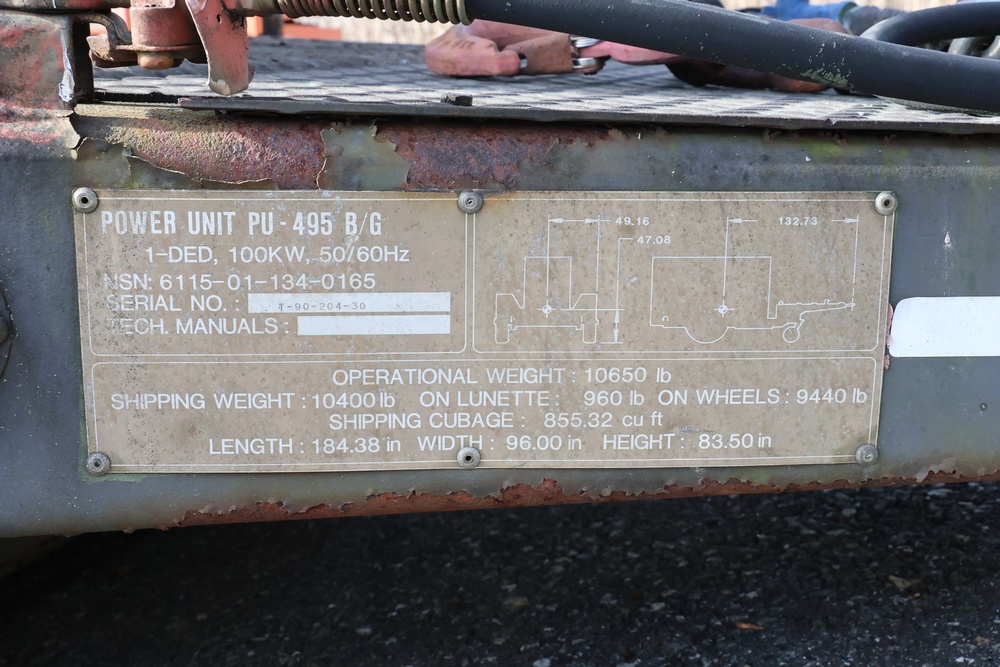 POWER UNIT PU-495 B/G
1-DED, 100KW, 50/60Hz
NSN: 6115-01-134-0165
SERIAL NO.: T-90-204-30
TECH. MANUALS:
49.16
47.08
132.73
OPERATIONAL WEIGHT: 10650 lb
SHIPPING WEIGHT: 10400 lb ON LUNETTE: 960 lb ON WHEELS: 9440 lb
SHIPPING CUBAGE: 855.32 cu ft
LENGTH: 184.38 in WIDTH: 96.00 in HEIGHT: 83.50 in